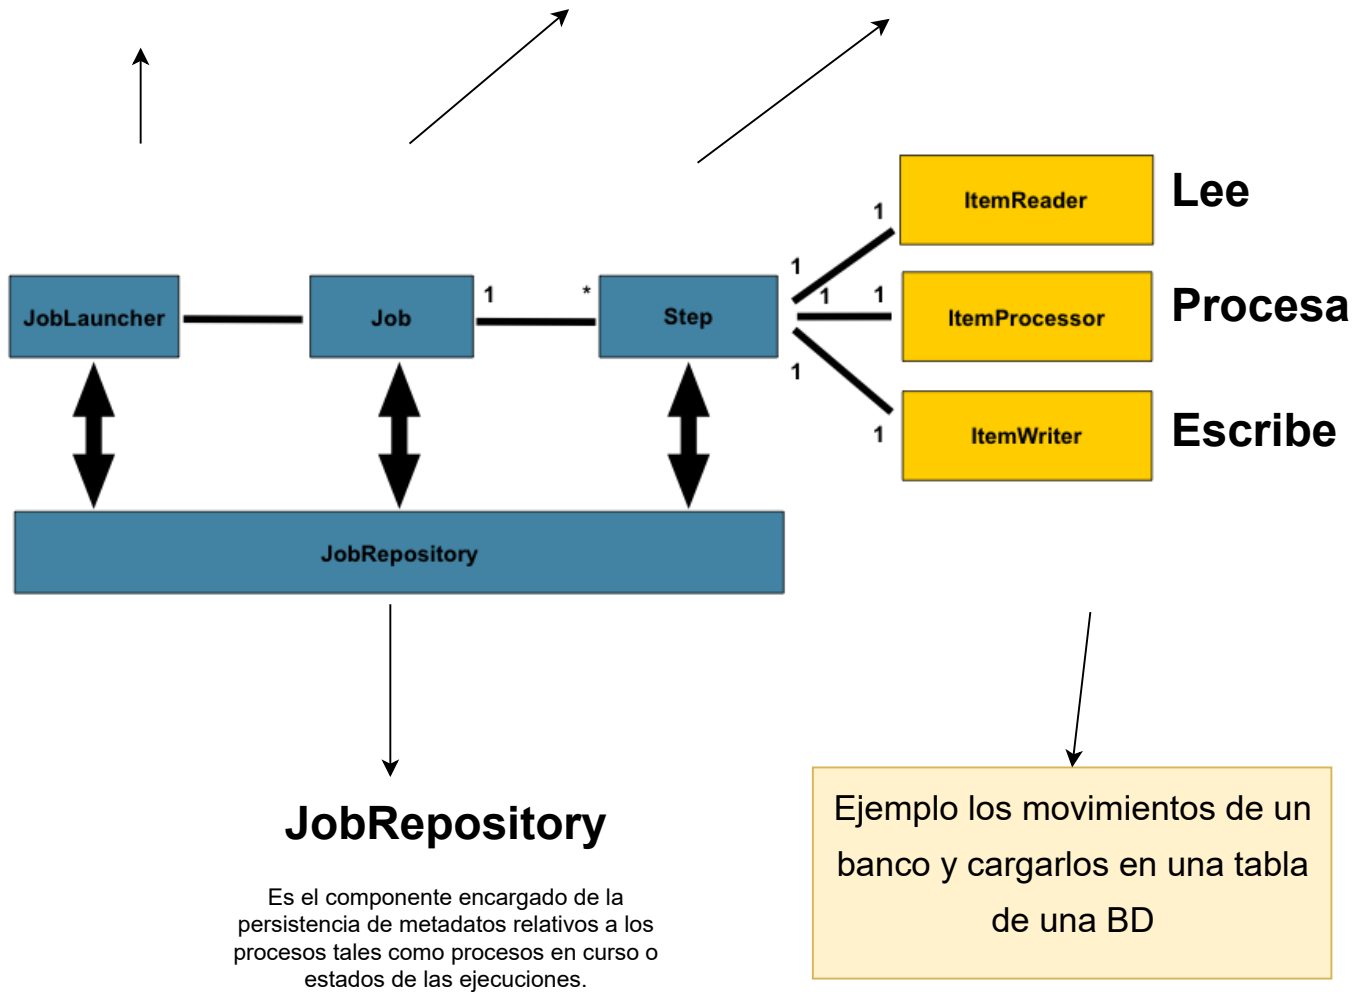 ItemReader
Lee
1
1
1
*
1
1
JobLauncher
Job
Step
ItemProcessor
Procesa
1
1
ItemWriter
Escribe
JobRepository
JobRepository
Es el componente encargado de la
persistencia de metadatos relativos a los
procesos tales como procesos en curso o
estados de las ejecuciones.
Ejemplo los movimientos de un
banco y cargarlos en una tabla
de una BD